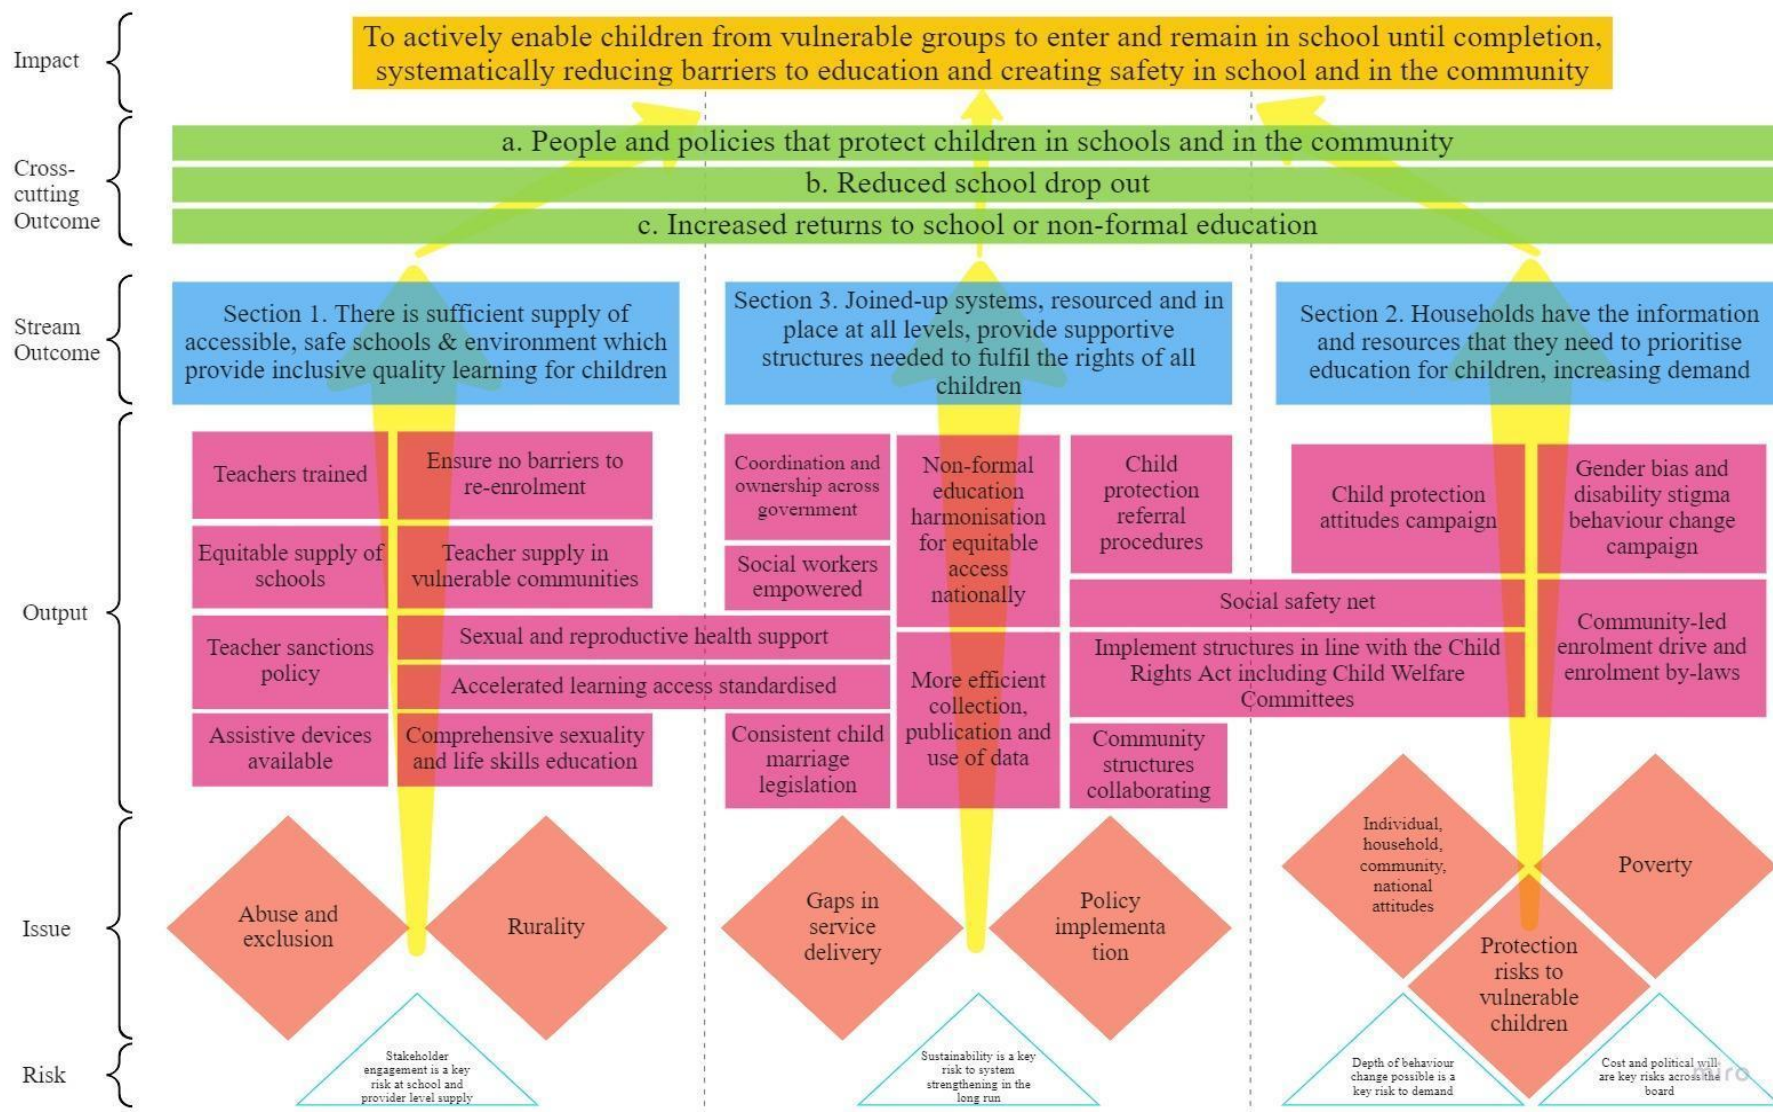 Impact
To actively enable children from vulnerable groups to enter and remain in school until completion,
systematically reducing barriers to education and creating safety in school and in the community
Cross-
cutting
Outcome
a. People and policies that protect children in schools and in the community
b. Reduced school drop out
c. Increased returns to school or non-formal education
Stream
Outcome
Section 1. There is sufficient supply of
accessible, safe schools & environment which
provide inclusive quality learning for children
Section 3. Joined-up systems, resourced and in
place at all levels, provide supportive
structures needed to fulfil the rights of all
children
Section 2. Households have the information
and resources that they need to prioritise
education for children, increasing demand
Output
Teachers trained
Ensure no barriers to
re-enrolment
Equitable supply of
schools
Teacher supply in
vulnerable communities
Teacher sanctions
policy
Sexual and reproductive health support
Accelerated learning access standardised
Assistive devices
available
Comprehensive sexuality
and life skills education
Coordination and
ownership across
government
Social workers
empowered
Consistent child
marriage
legislation
Non-formal
education
harmonisation
for equitable
access
nationally
More efficient
collection,
publication and
use of data
Child
protection
referral
procedures
Social safety net
Implement structures in line with the Child
Rights Act including Child Welfare
Committees
Community
structures
collaborating
Child protection
attitudes campaign
Gender bias and
disability stigma
behaviour change
campaign
Community-led
enrolment drive and
enrolment by-laws
Issue
Abuse and
exclusion
Rurality
Gaps in
service
delivery
Policy
implementa
tion
Individual,
household,
community,
national
attitudes
Poverty
Protection
risks to
vulnerable
children
Risk
Stakeholder
engagement is a key
risk at school and
provider level supply
Sustainability is a key
risk to system
strengthening in the
long run
Depth of behaviour
change possible is a
key risk to demand
Cost and political will
are key risks across the
board
miro